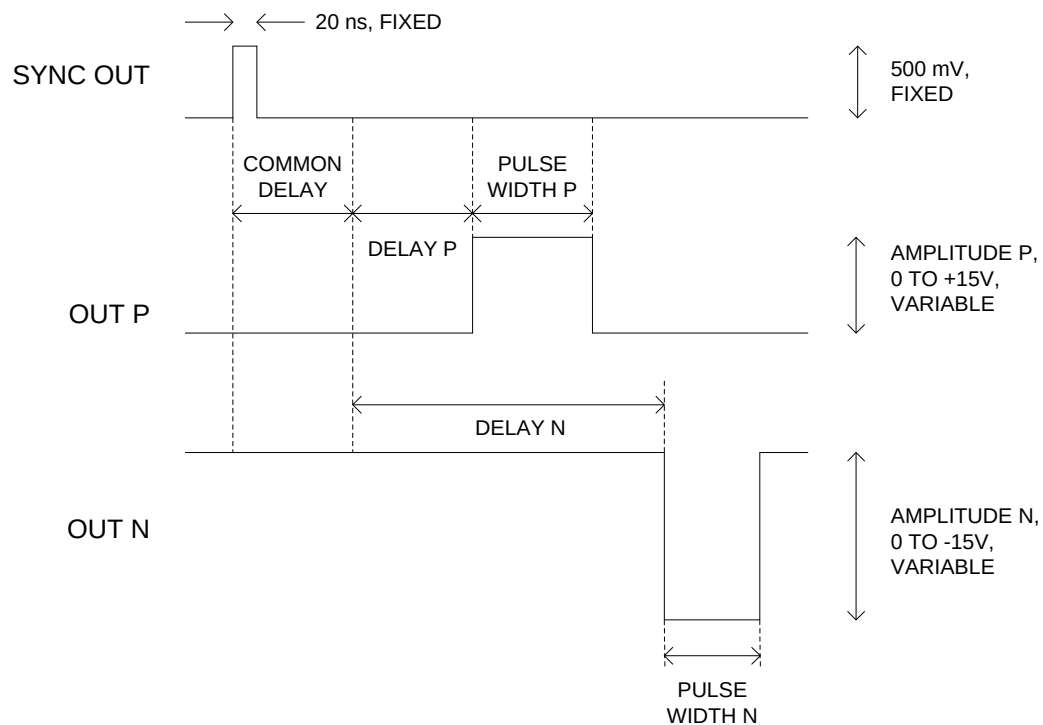 20 ns, FIXED
SYNC OUT
500 mV,
FIXED
COMMON
DELAY
PULSE
WIDTH P
DELAY P
AMPLITUDE P,
0 TO +15V,
VARIABLE
OUT P
DELAY N
OUT N
AMPLITUDE N,
0 TO -15V,
VARIABLE
PULSE
WIDTH N